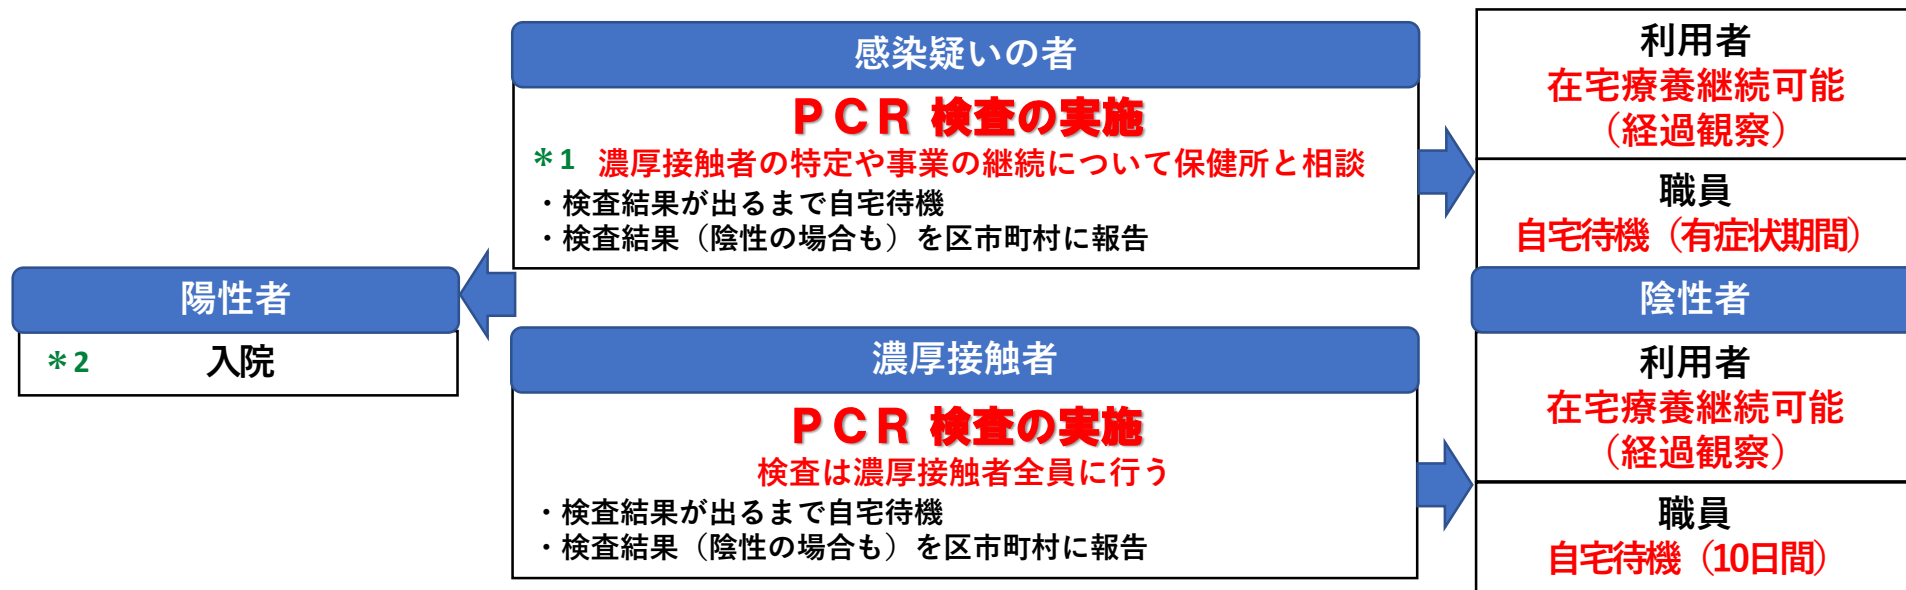 感染疑いの者
ＰＣＲ 検査の実施
＊1 濃厚接触者の特定や事業の継続について保健所と相談
・検査結果が出るまで自宅待機
・検査結果（陰性の場合も）を区市町村に報告
利用者
在宅療養継続可能
（経過観察）
職員
自宅待機（有症状期間）
陽性者
＊2 入院
陰性者
濃厚接触者
ＰＣＲ 検査の実施
検査は濃厚接触者全員に行う
・検査結果が出るまで自宅待機
・検査結果（陰性の場合も）を区市町村に報告
利用者
在宅療養継続可能
（経過観察）
職員
自宅待機（10日間）